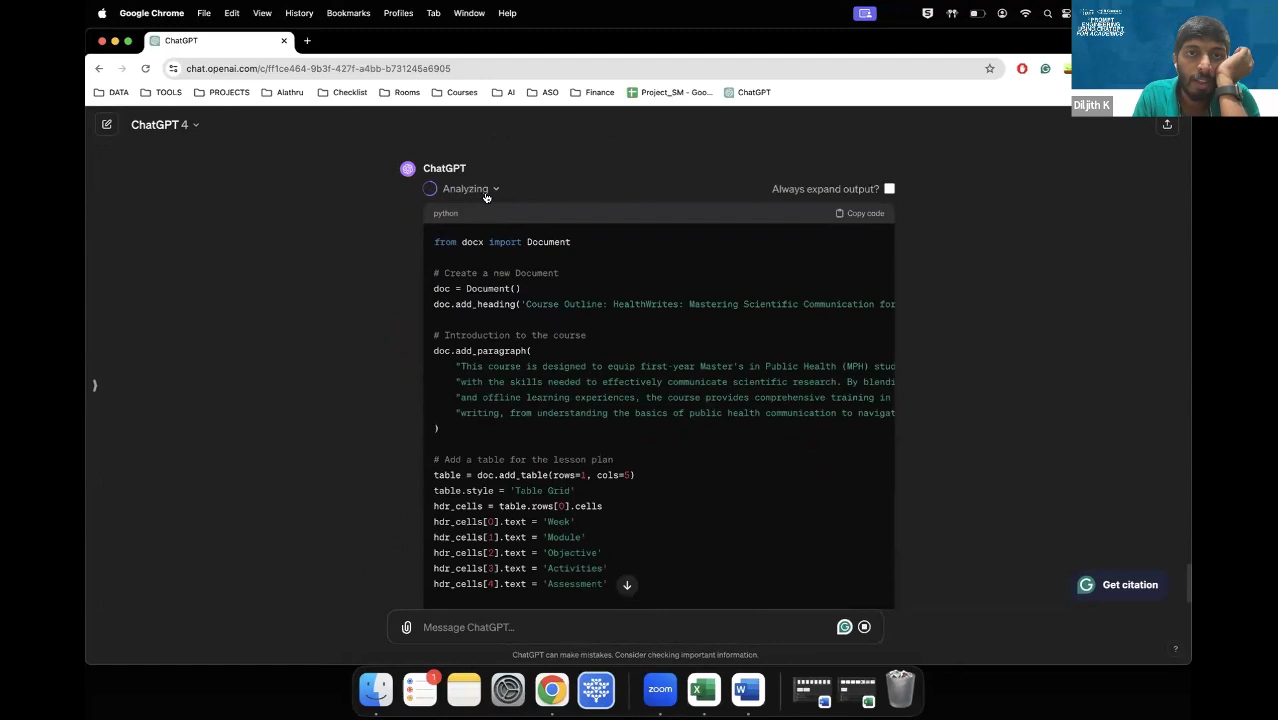 Google Chrome File Edit View History Bookmarks Profiles Tab Window Help
PROMPT
ENGINEERING
USING CHATGPT
FOR ACADEMICS
ChatGPT
chat.openai.com/c/ff1ce464-9b3f-427f-a4bb-b731245a6905
DATA TOOLS PROJECTS Alathru Checklist Rooms Courses AI ASO Finance Project_SM - Goo... ChatGPT
Diljith K
ChatGPT 4
ChatGPT
Analyzing
Always expand output?
python
Copy code
from docx import Document
# Create a new Document
doc = Document()
doc.add_heading('Course Outline: HealthWrites: Mastering Scientific Communication for
# Introduction to the course
doc.add_paragraph(
"This course is designed to equip first-year Master's in Public Health (MPH) stud
"with the skills needed to effectively communicate scientific research. By blendi
"and offline learning experiences, the course provides comprehensive training in
"writing, from understanding the basics of public health communication to navigat
)
# Add a table for the lesson plan
table = doc.add_table(rows=1, cols=5)
table.style = 'Table Grid'
hdr_cells = table.rows[0].cells
hdr_cells[0].text = 'Week'
hdr_cells[1].text = 'Module'
hdr_cells[2].text = 'Objective'
hdr_cells[3].text = 'Activities'
hdr_cells[4].text = 'Assessment'
Get citation
Message ChatGPT...
ChatGPT can make mistakes. Consider checking important information.
?
1
zoom